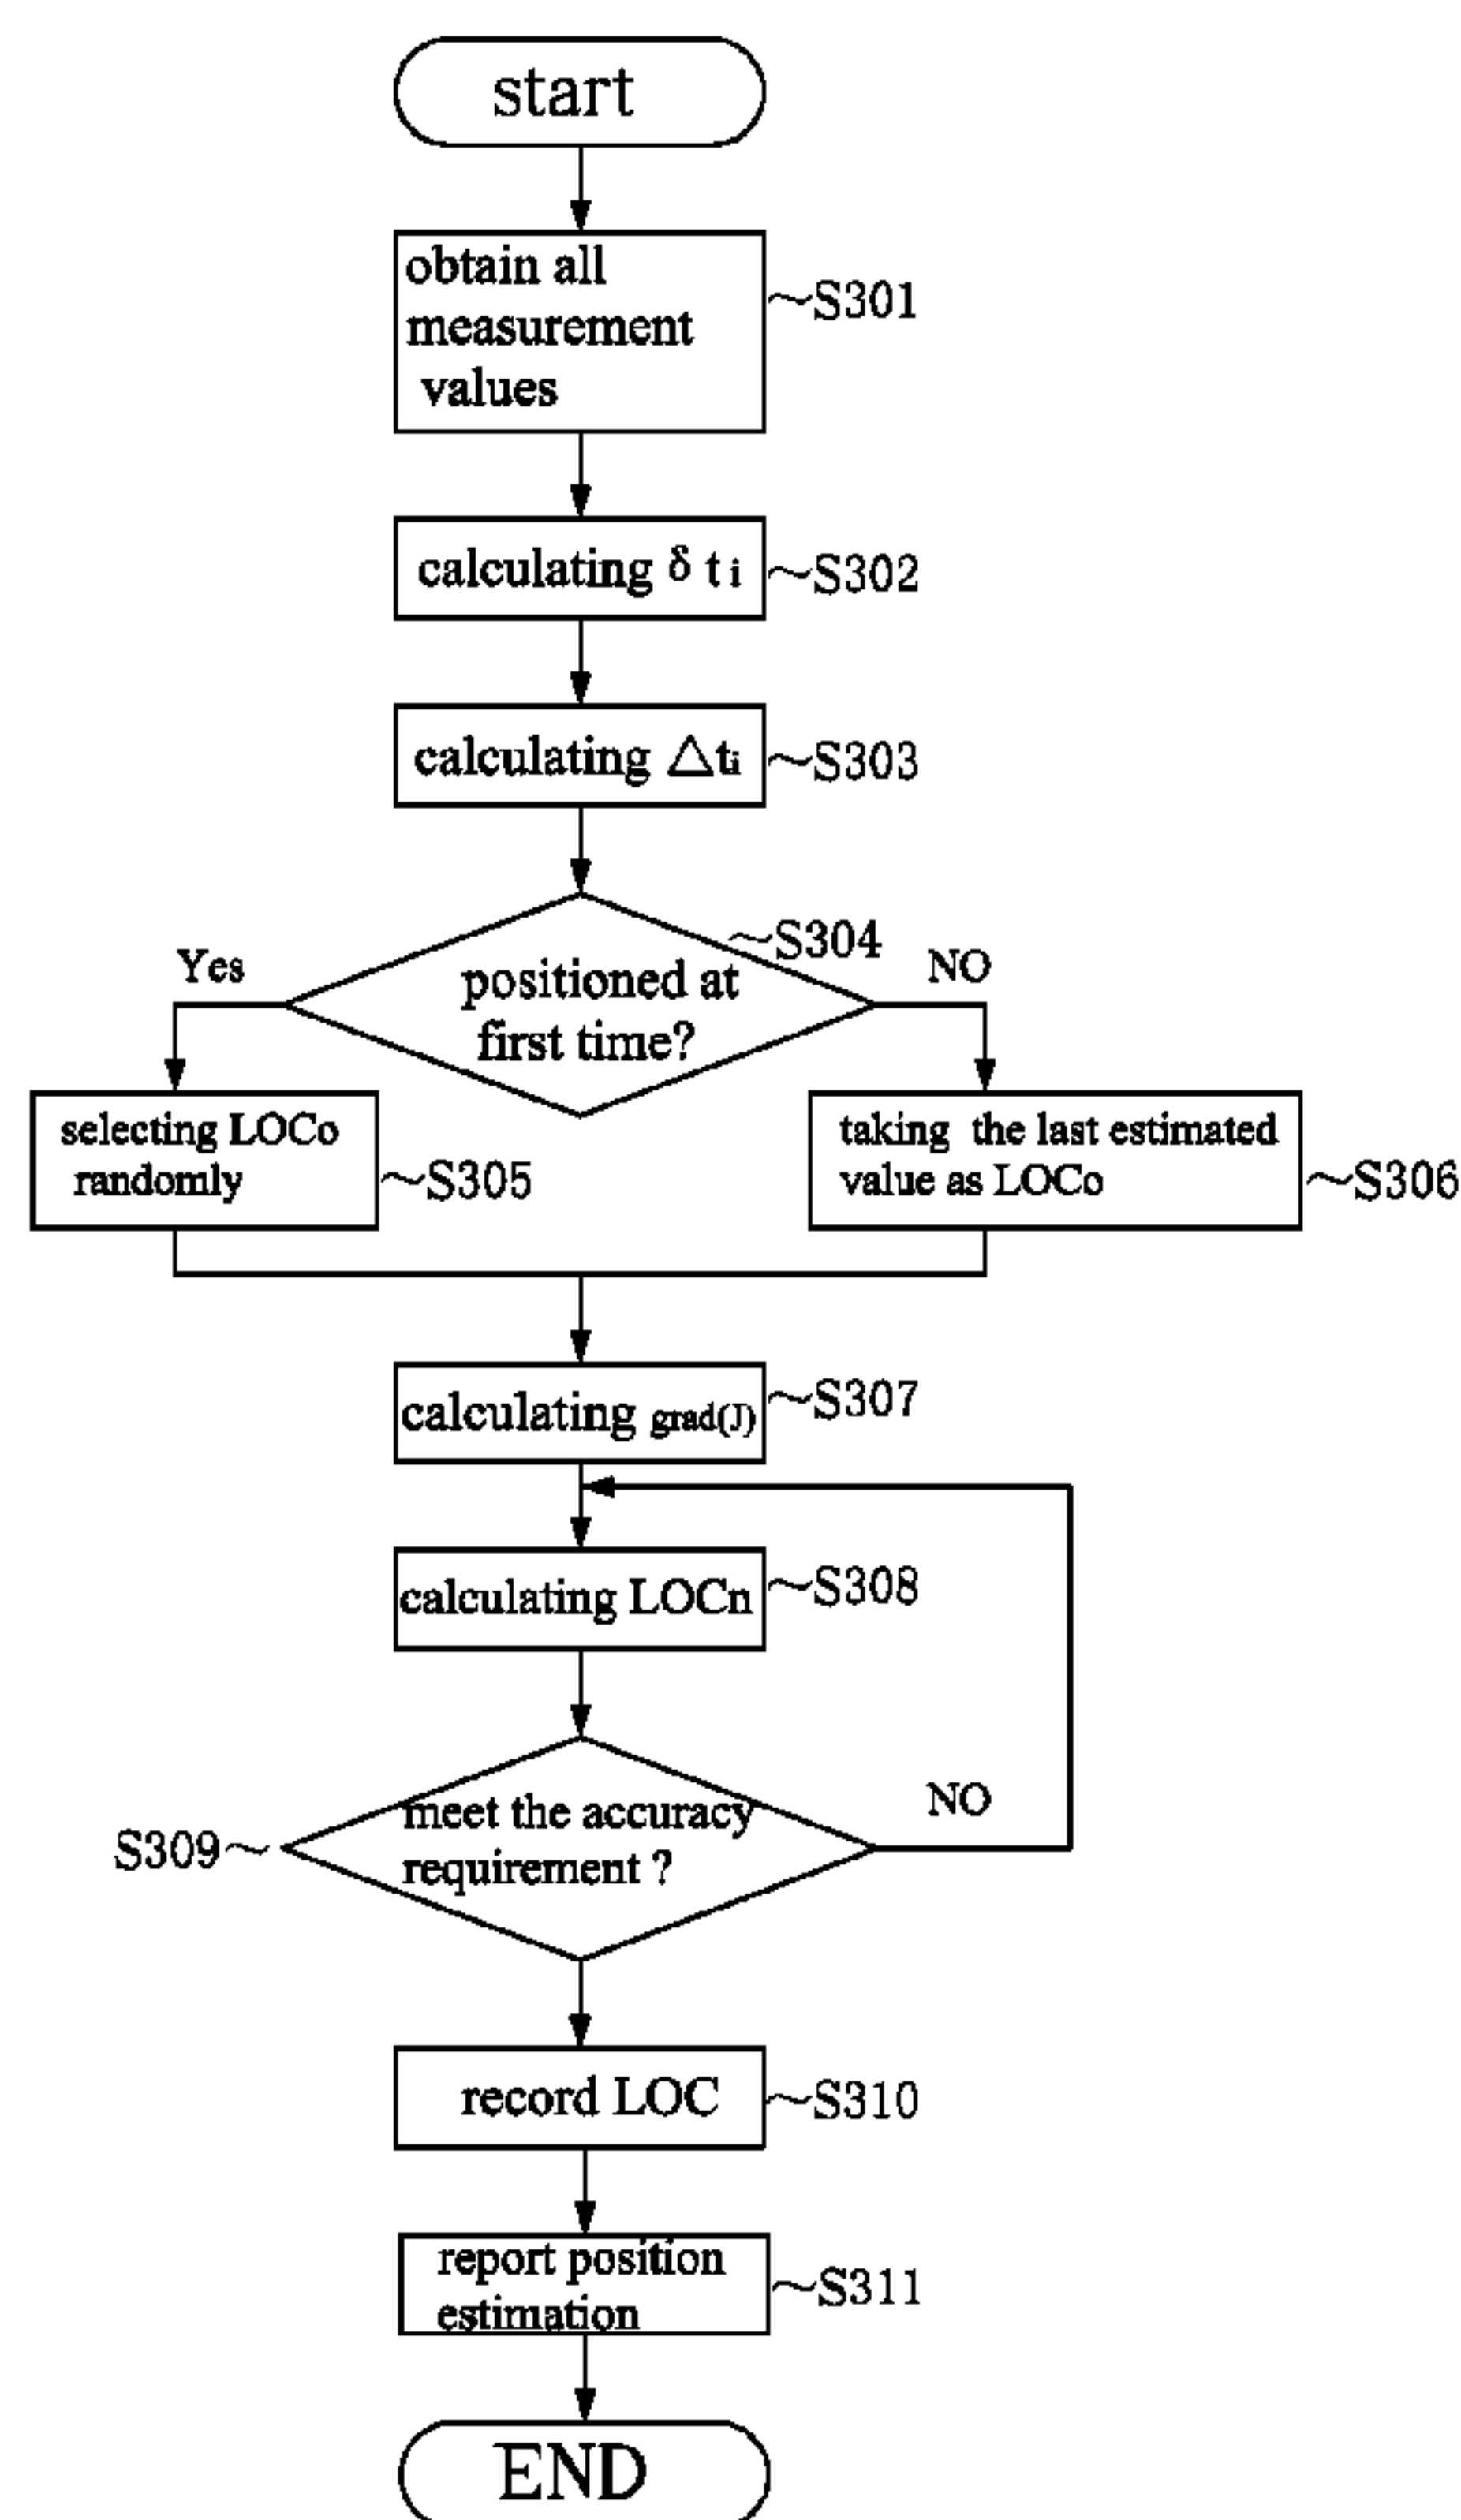 start
obtain all
measurement
values
~S301
calculating δ t i
~S302
calculating △ti
~S303
~S304
Yes
NO
positioned at
first time?
selecting LOCo
randomly
~S305
taking the last estimated
value as LOCo
~S306
calculating grad(J)
~S307
calculating LOCn
~S308
NO
meet the accuracy
requirement ?
S309~
record LOC
~S310
report position
estimation
~S311
END